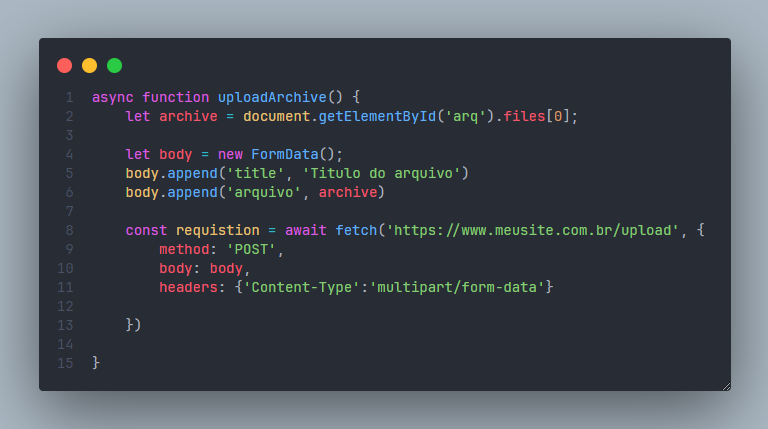 1 async function uploadArchive() {
2 let archive = document.getElementById('arq').files[0];
3
4 let body = new FormData();
5 body.append('title', 'Titulo do arquivo')
6 body.append('arquivo', archive)
7
8 const requistion = await fetch('https://www.meusite.com.br/upload', {
9 method: 'POST',
10 body: body,
11 headers: {'Content-Type':'multipart/form-data'}
12
13 })
14
15 }